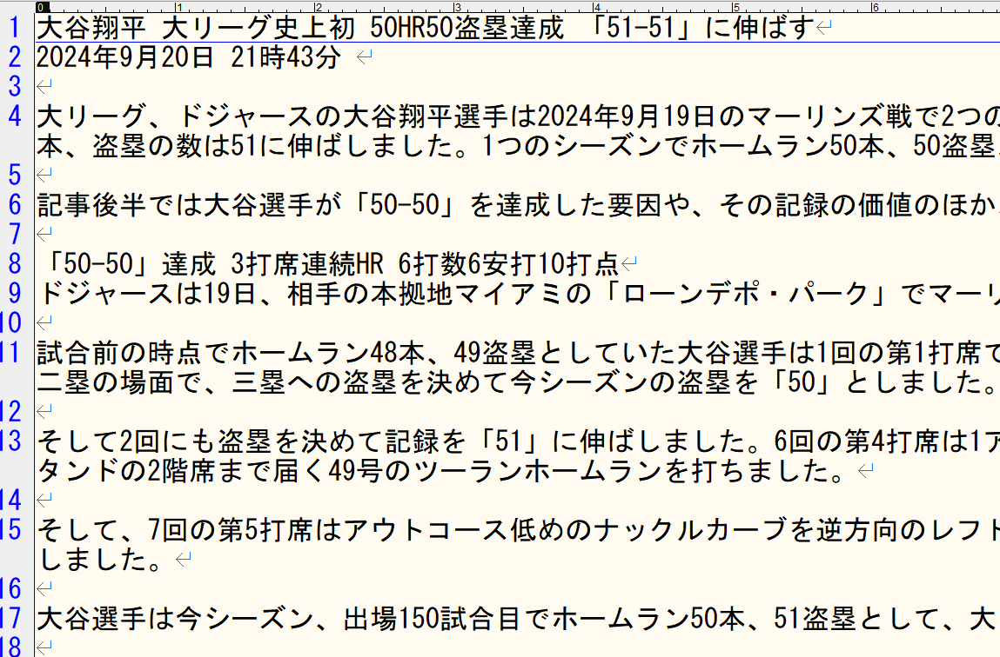 0 1 2 3 4 5 6
1 大谷翔平 大リーグ史上初 50HR50盗塁達成 「51-51」に伸ばす
2 2024年9月20日 21時43分
3
4 大リーグ、ドジャースの大谷翔平選手は2024年9月19日のマーリンズ戦で2つの
本、盗塁の数は51に伸ばしました。1つのシーズンでホームラン50本、50盗塁
5
6 記事後半では大谷選手が「50-50」を達成した要因や、その記録の価値のほか
7
8 「50-50」達成 3打席連続HR 6打数6安打10打点
9 ドジャースは19日、相手の本拠地マイアミの「ローンデポ・パーク」でマーリ
10
11 試合前の時点でホームラン48本、49盗塁としていた大谷選手は1回の第1打席で
二塁の場面で、三塁への盗塁を決めて今シーズンの盗塁を「50」としました。
12
13 そして2回にも盗塁を決めて記録を「51」に伸ばしました。6回の第4打席は1ア
タンドの2階席まで届く49号のツーランホームランを打ちました。
14
15 そして、7回の第5打席はアウトコース低めのナックルカーブを逆方向のレフト
しました。
16
17 大谷選手は今シーズン、出場150試合目でホームラン50本、51盗塁として、大
18